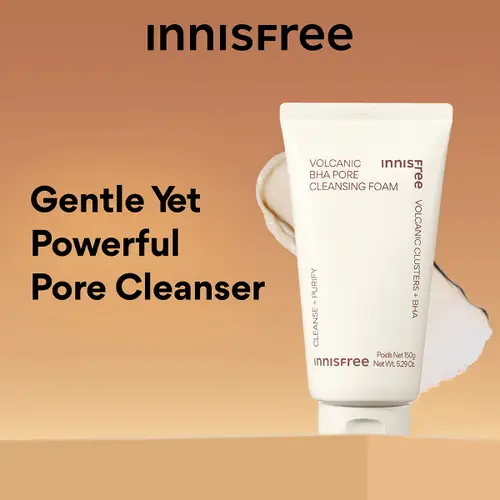 innisfree
Gentle Yet
Powerful
Pore Cleanser
VOLCANIC
BHA PORE
CLEANSING FOAM
innisfree
VOLCANIC CLUSTERS + BHA
CLEANSE + PURIFY
innisfree
Poids Net 150g
Net Wt. 5.29 Oz.